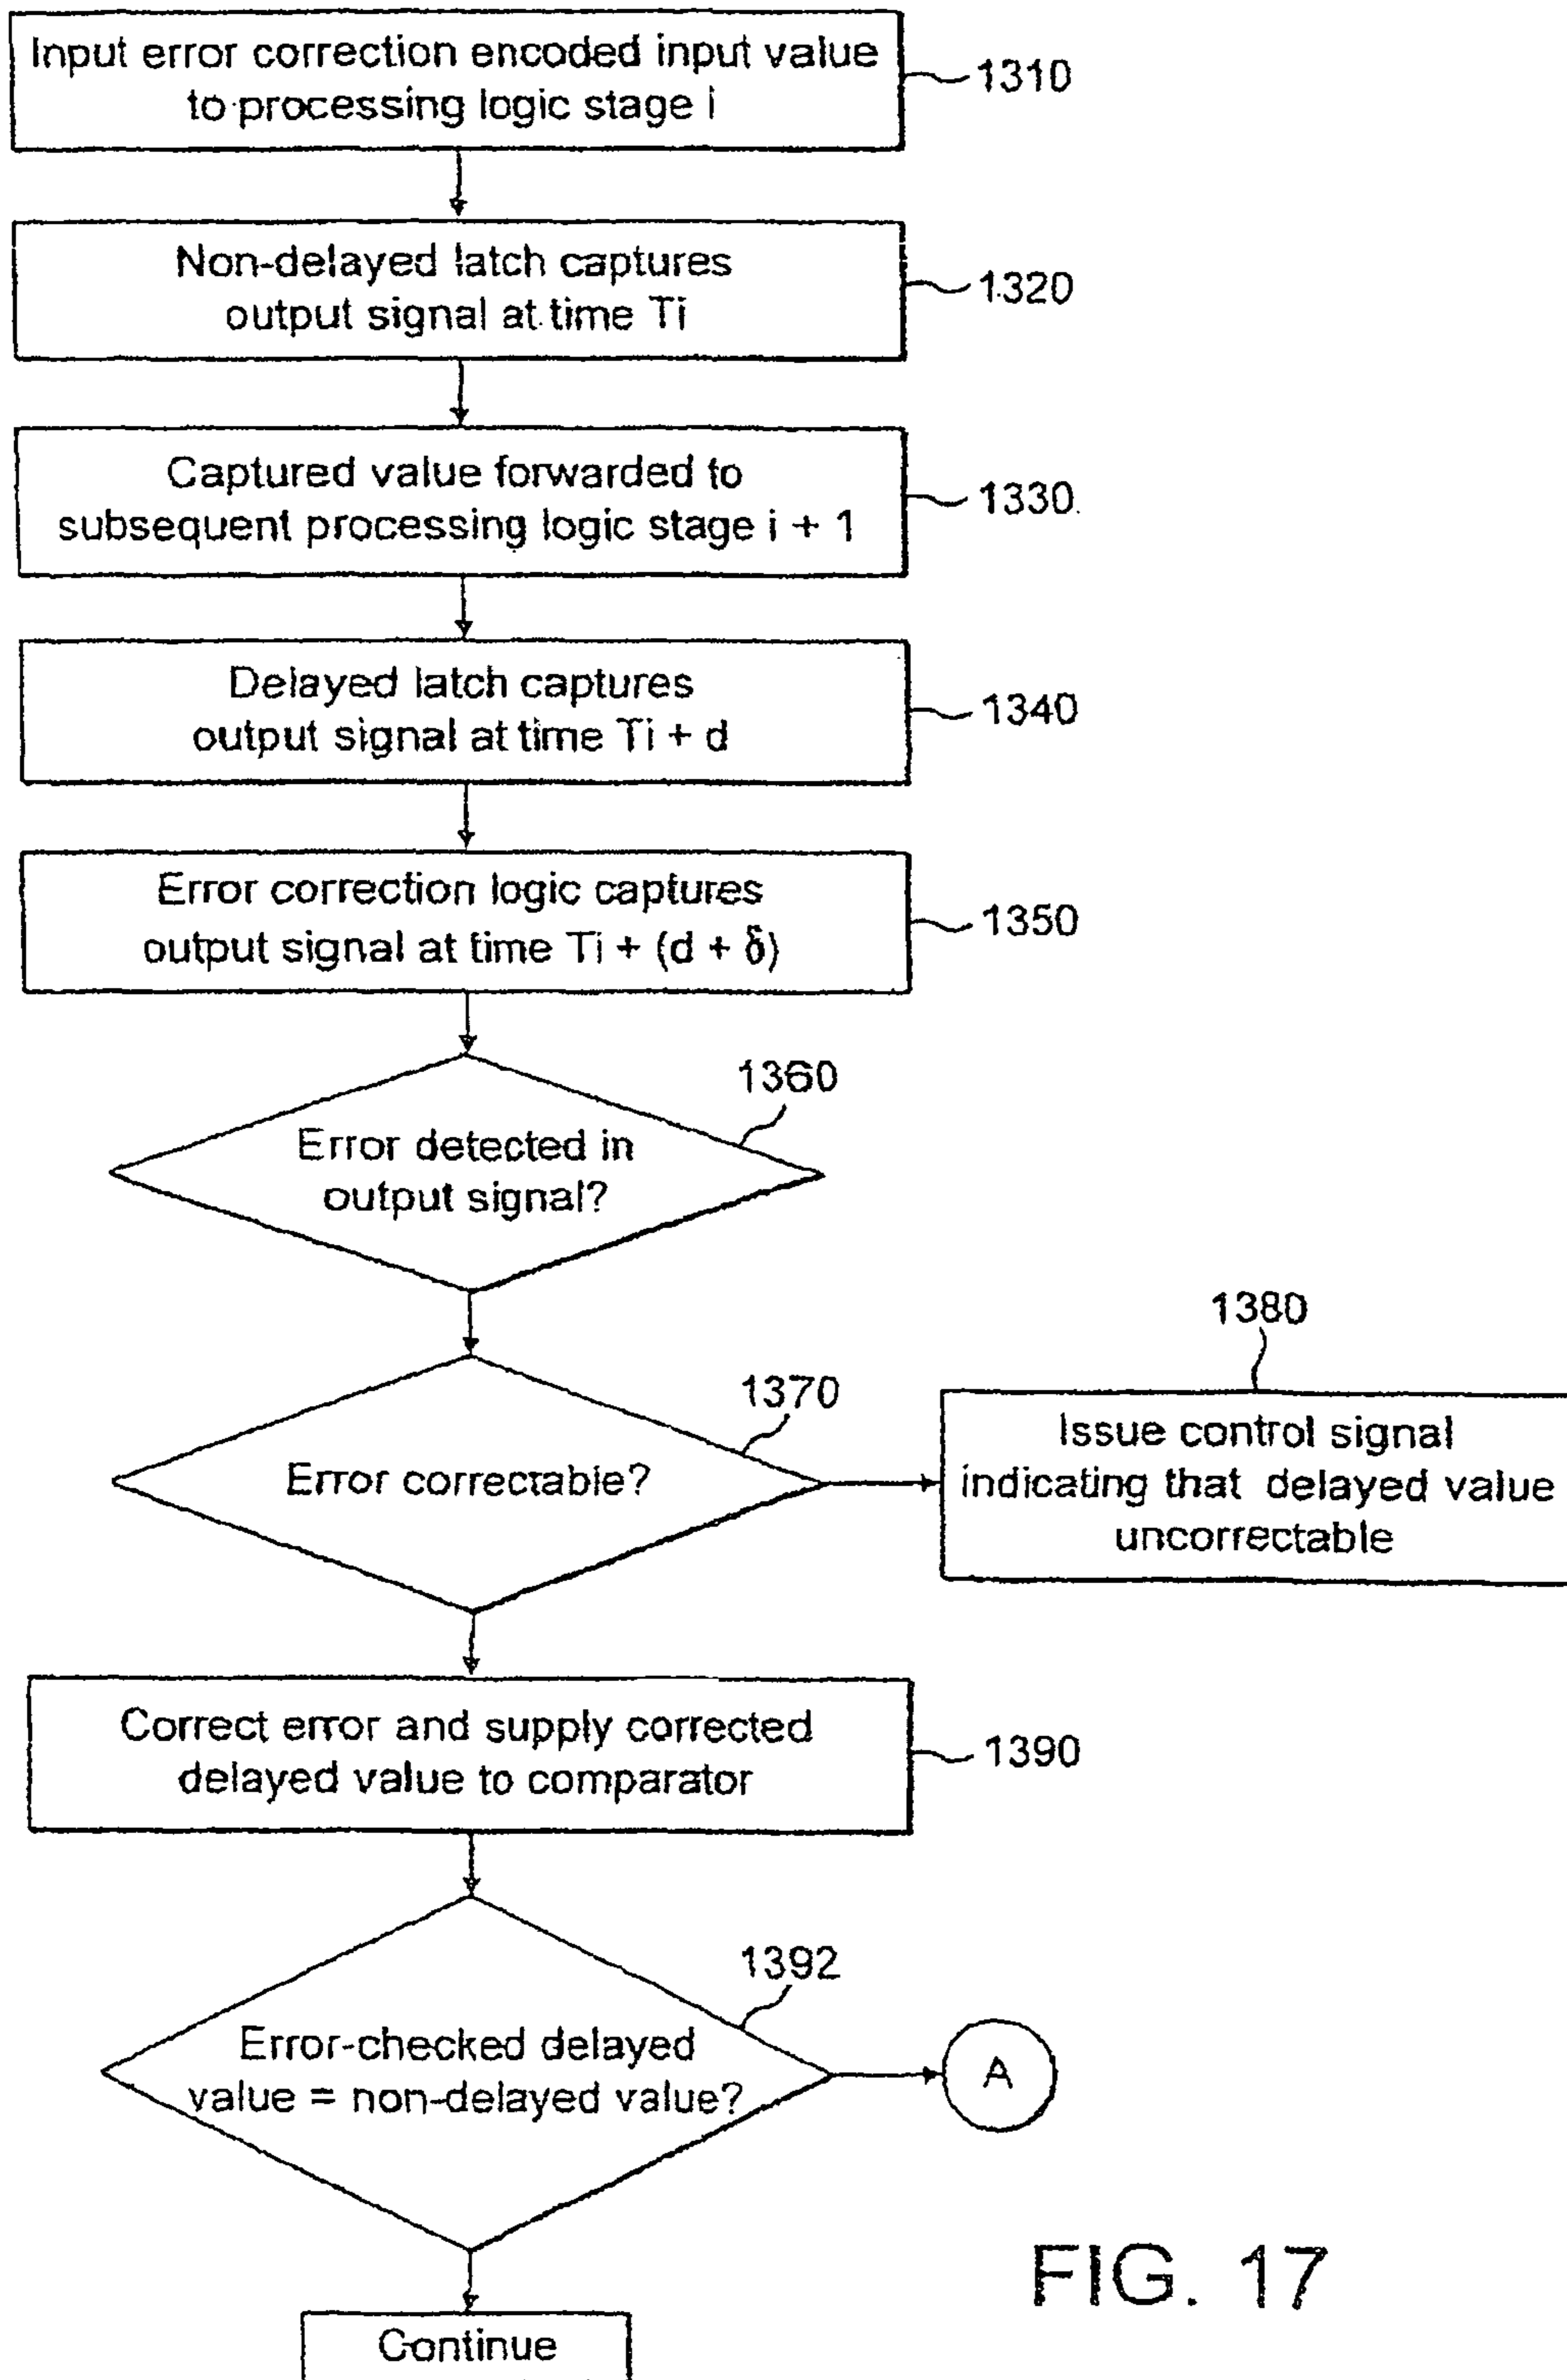 Input error correction encoded input value
to processing logic stage i
1310
Non-delayed latch captures
output signal at time Ti
1320
Captured value forwarded to
subsequent processing logic stage i + 1
1330
Delayed latch captures
output signal at time Ti + d
1340
Error correction logic captures
output signal at time Ti + (d + δ)
1350
1360
Error detected in
output signal?
1370
Error correctable?
1380
Issue control signal
indicating that delayed value
uncorrectable
Correct error and supply corrected
delayed value to comparator
1390
1392
Error-checked delayed
value = non-delayed value?
A
Continue
FIG. 17